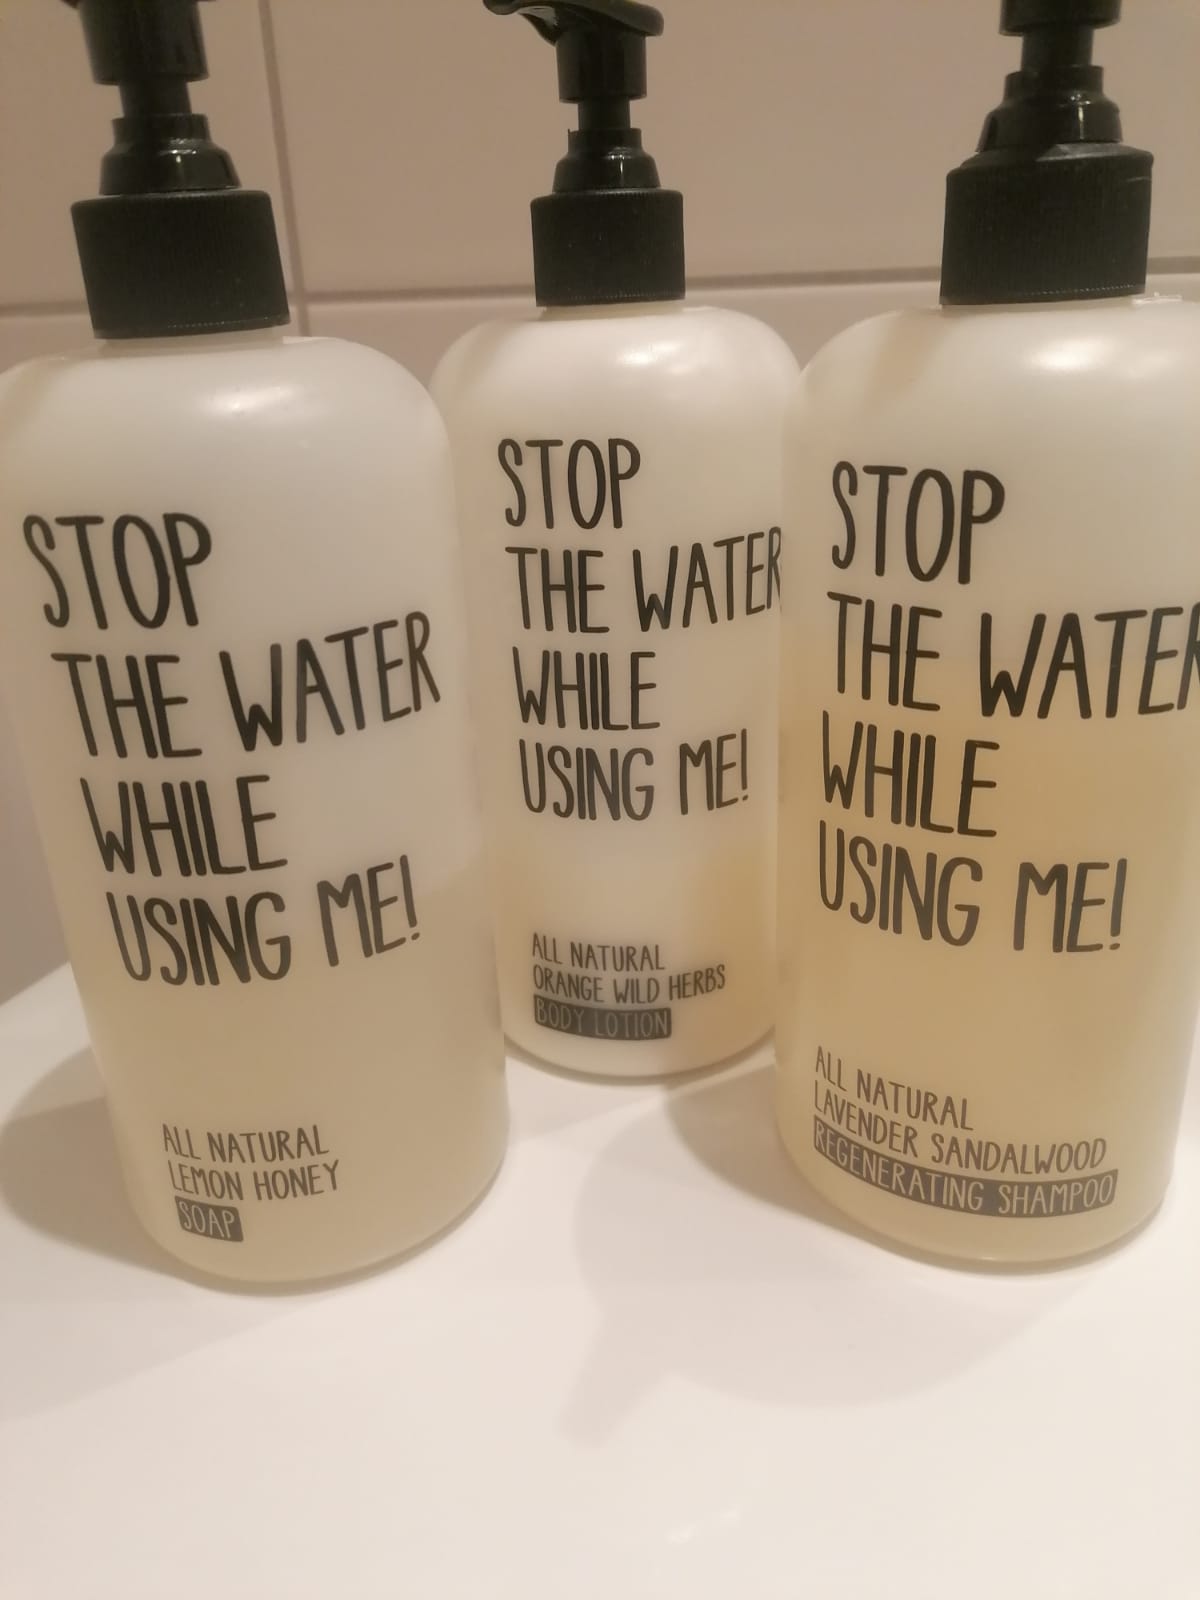 STOP
THE WATER
WHILE
USING ME!
ALL NATURAL
LEMON HONEY
SOAP
STOP
THE WATER
WHILE
USING ME!
ALL NATURAL
ORANGE WILD HERBS
BODY LOTION
STOP
THE WATER
WHILE
USING ME!
ALL NATURAL
LAVENDER SANDALWOOD
REGENERATING SHAMPOO